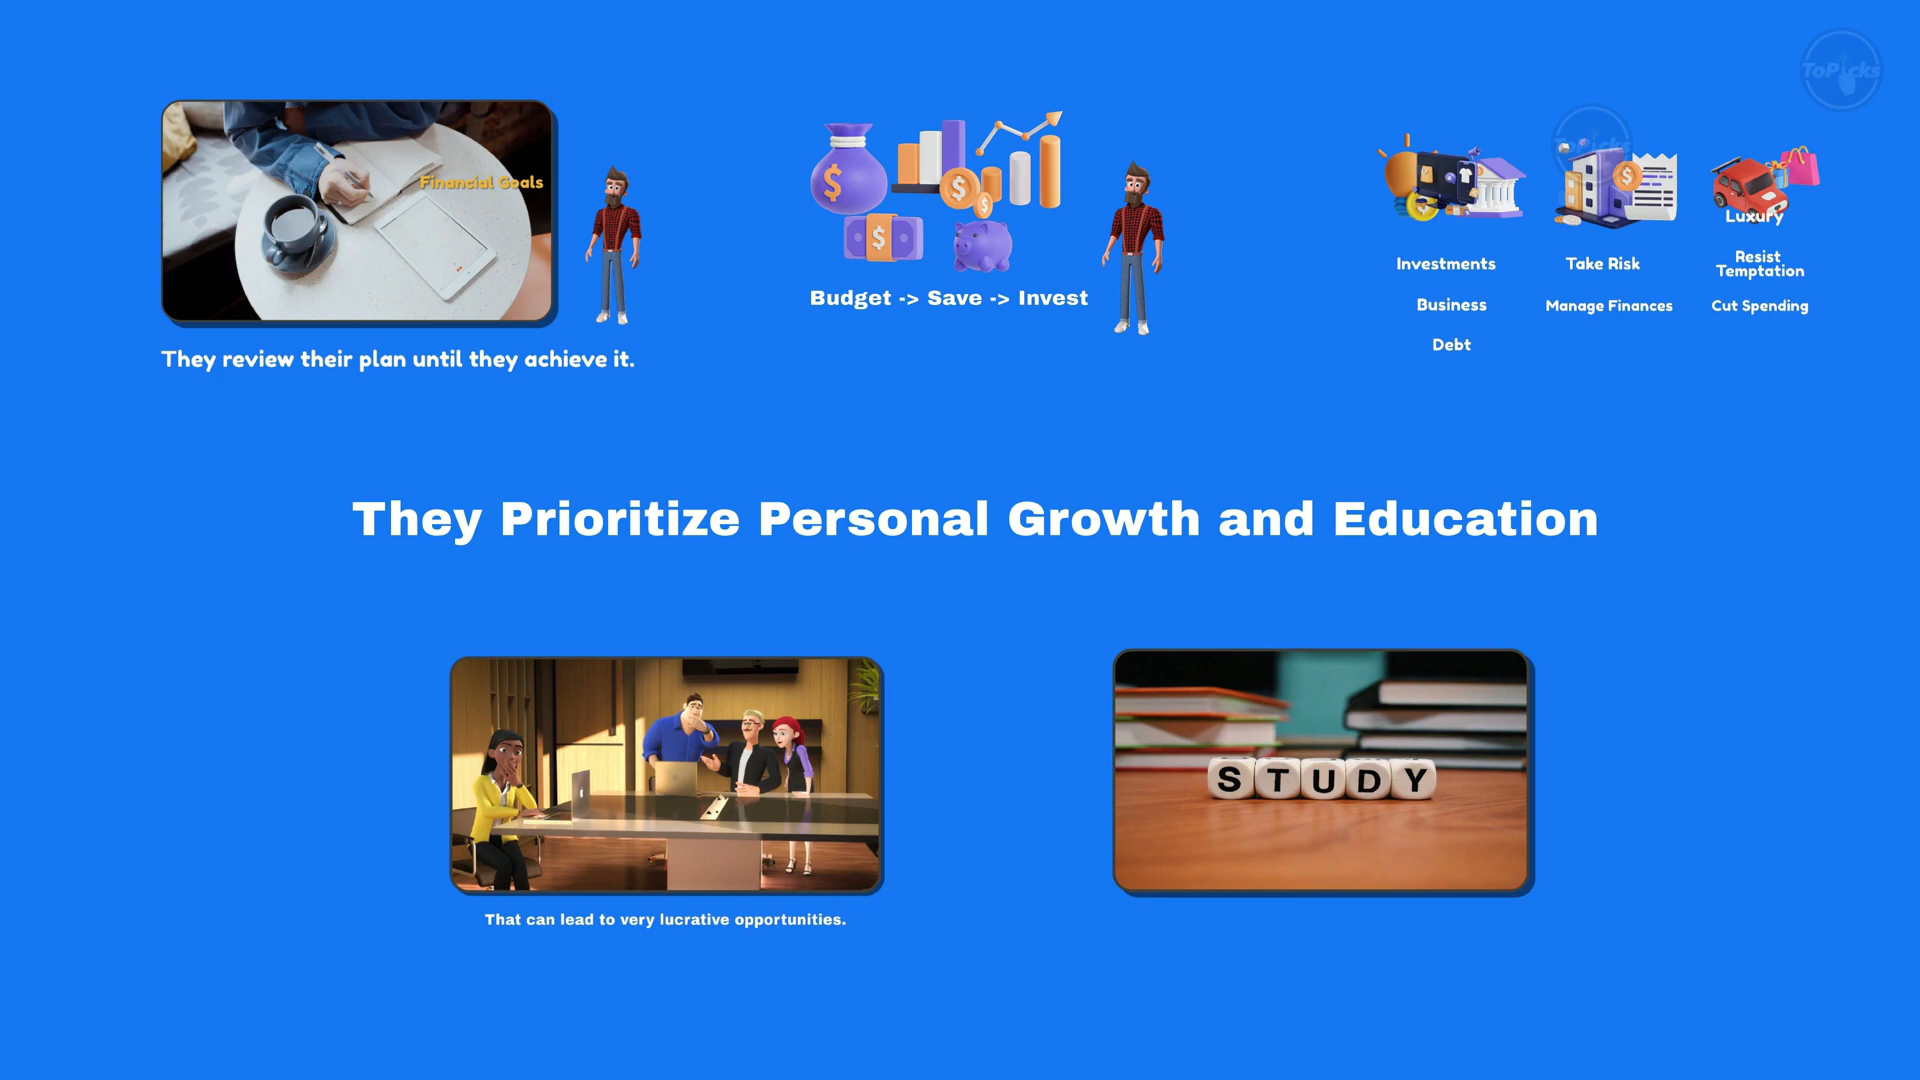 ToPicks
Financial Goals
They review their plan until they achieve it.
Budget -> Save -> Invest
ToPicks
Luxury
Investments
Take Risk
Resist
Temptation
Business
Manage Finances
Cut Spending
Debt
They Prioritize Personal Growth and Education
That can lead to very lucrative opportunities.
STUDY